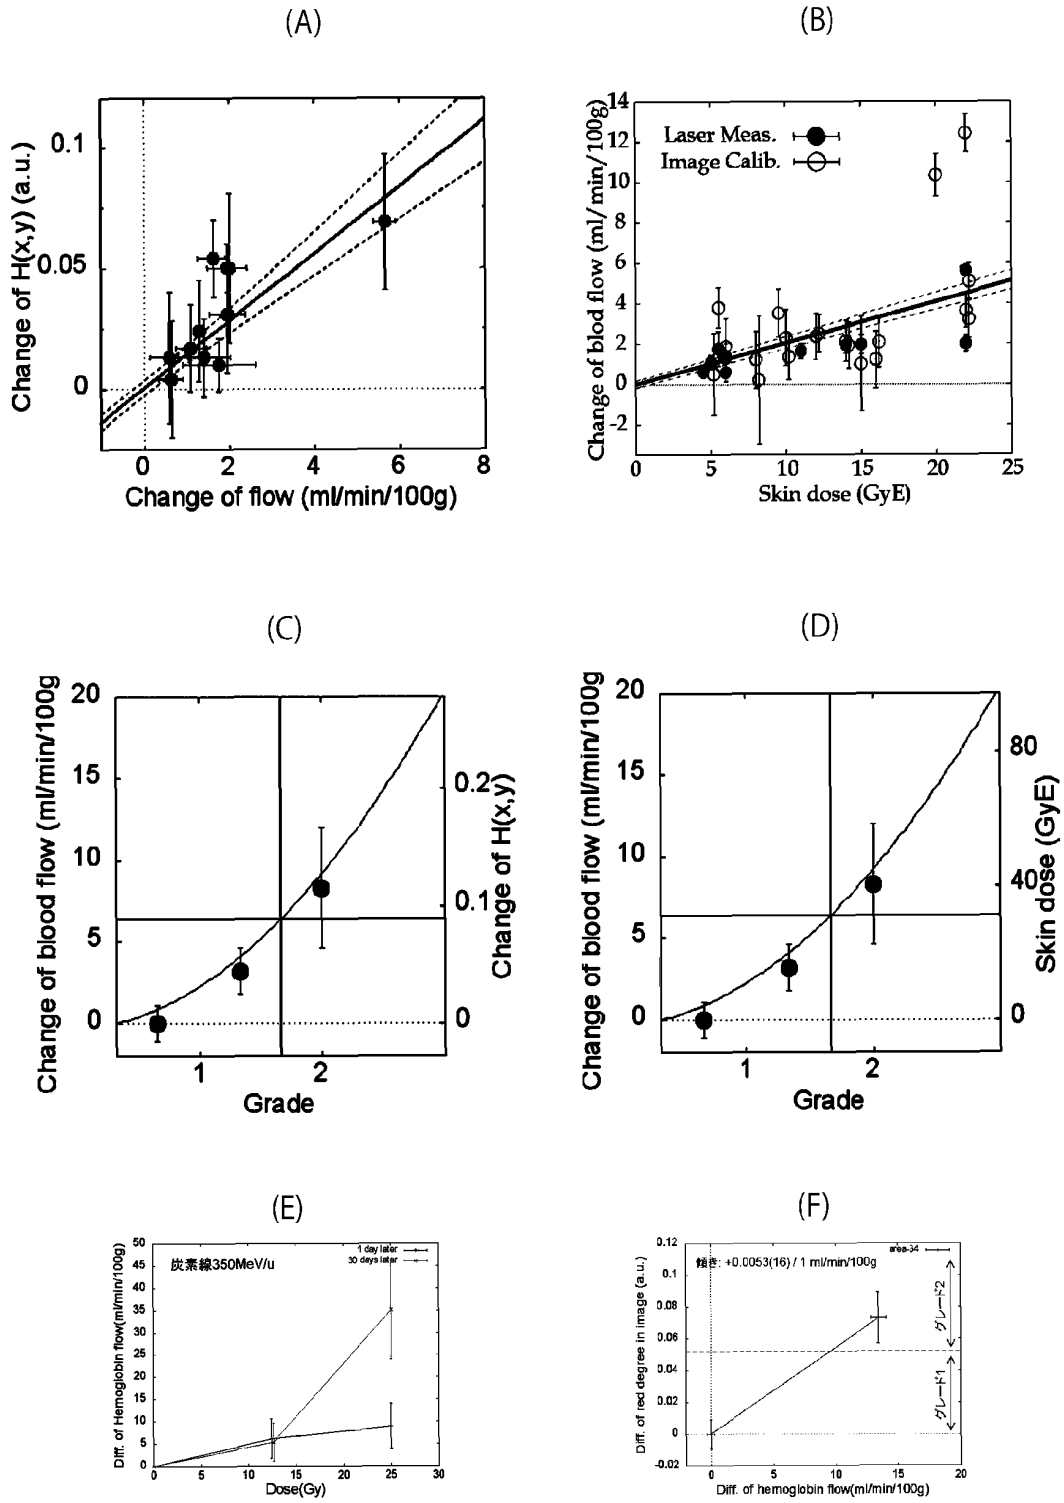 (A)
Change of H(x,y) (a.u.)
0.1
0.05
0
0 2 4 6 8
Change of flow (ml/min/100g)
(B)
Change of blod flow (ml/min/100g)
14
12
10
8
6
4
2
0
-2
Laser Meas.
Image Calib.
0 5 10 15 20 25
Skin dose (GyE)
(C)
Change of blood flow (ml/min/100g
20
15
10
5
0
0.2
0.1
0
Change of H(x,y)
1 2
Grade
(D)
Change of blood flow (ml/min/100g
20
15
10
5
0
80
40
0
Skin dose (GyE)
1 2
Grade
(E)
Diff. of Hemoglobin flow(ml/min/100g)
50
45
40
35
30
25
20
15
10
5
0
炭素線350MeV/u
1 day later
30 days later
0 5 10 15 20 25 30
Dose(Gy)
(F)
Diff. of red degree in image (a.u.)
0.12
0.1
0.08
0.06
0.04
0.02
0
-0.02
area-34
傾き: +0.0053(16) / 1 ml/min/100g
グレード2
グレード1
0 5 10 15 20
Diff. of hemoglobin flow(ml/min/100g)